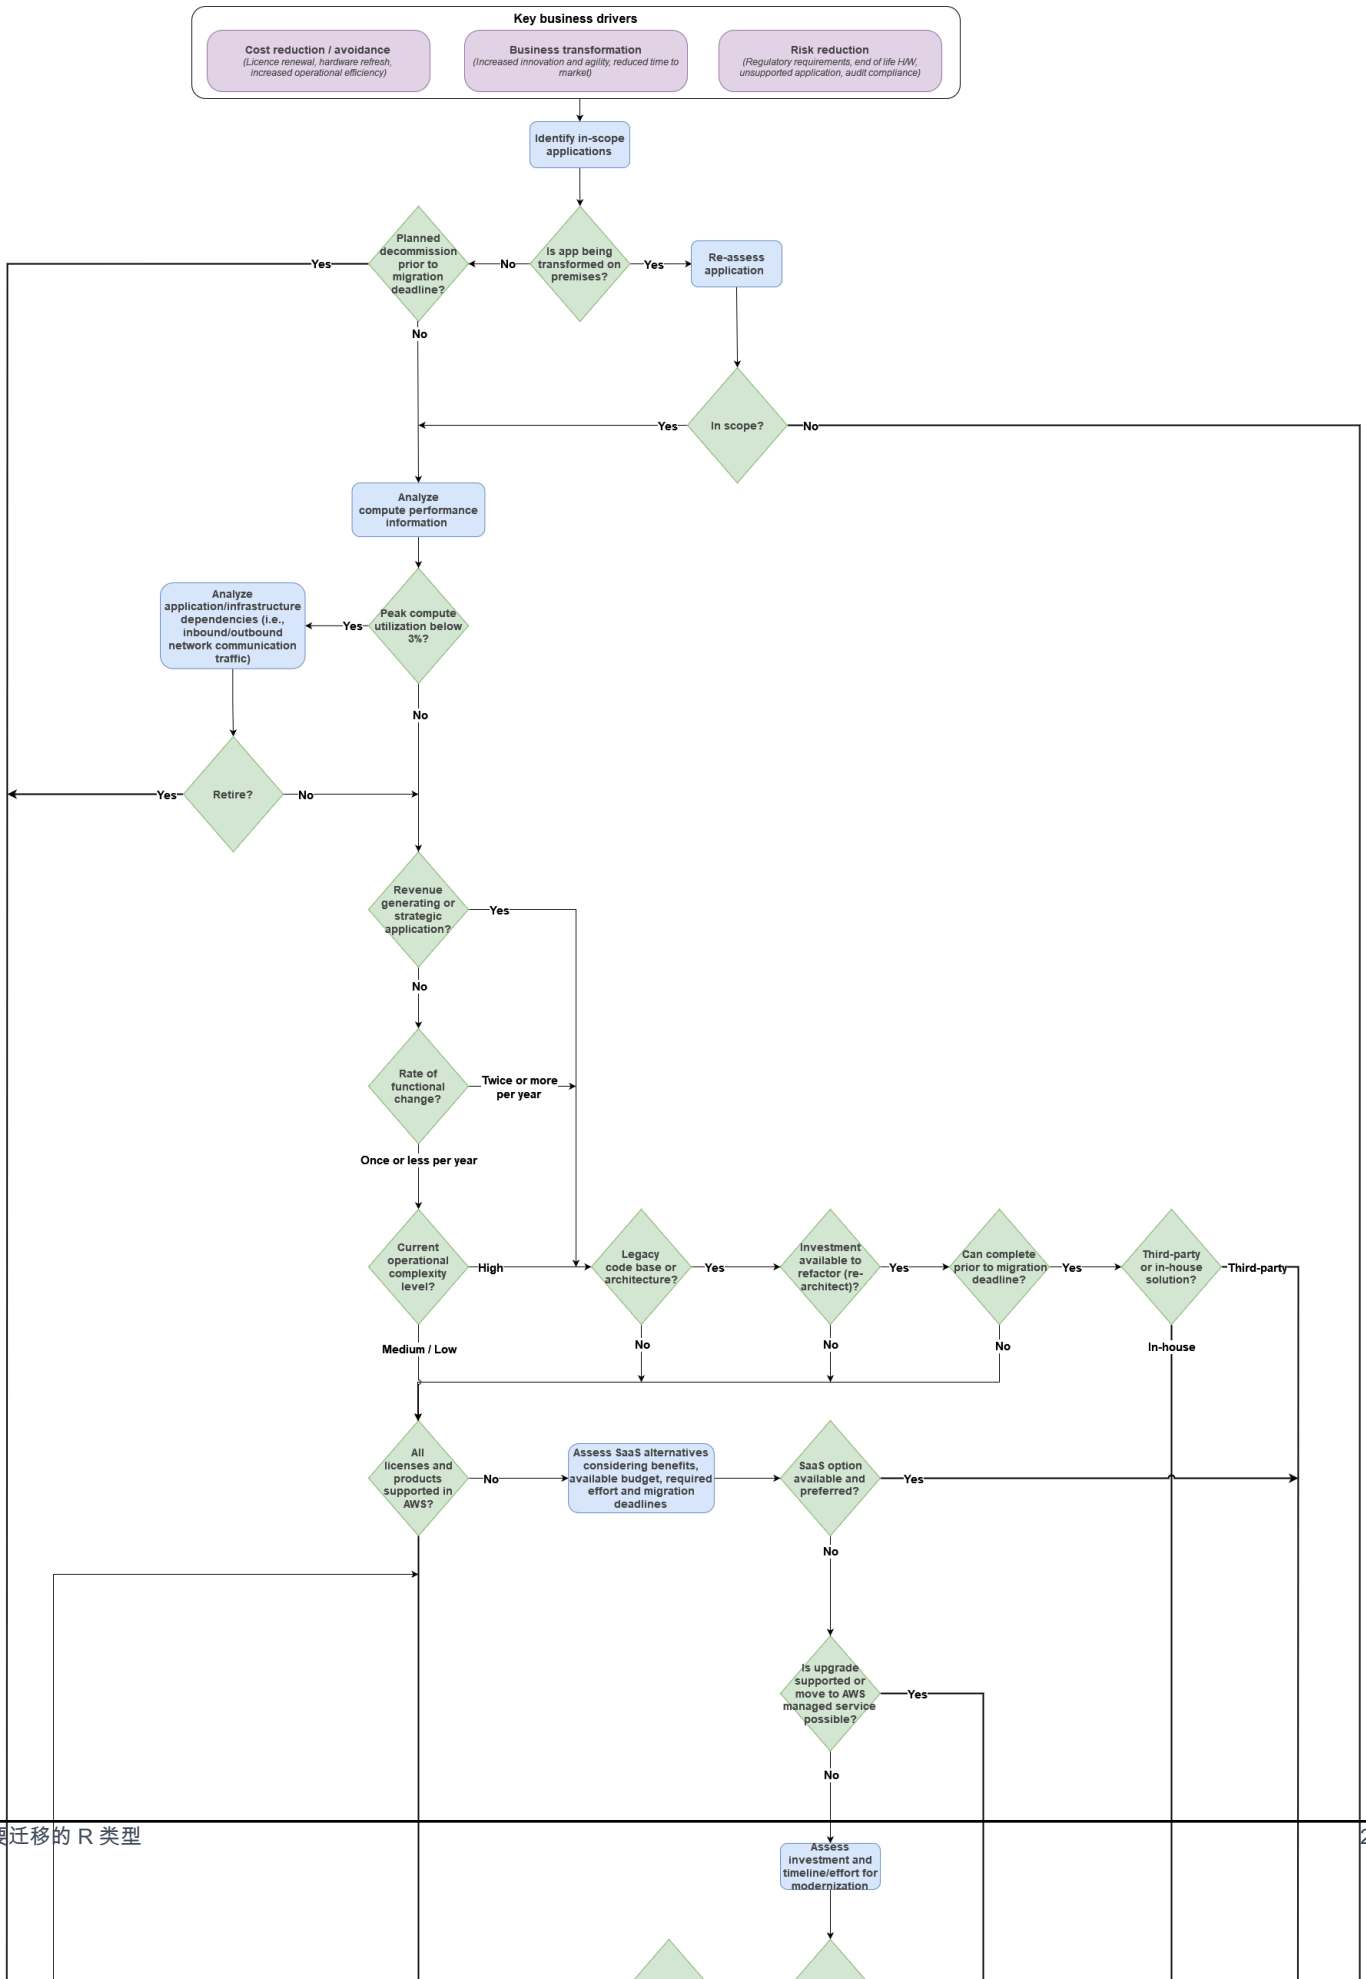 Key business drivers
Cost reduction / avoidance
(Licence renewal, hardware refresh,
increased operational efficiency)
Business transformation
(Increased innovation and agility, reduced time to
market)
Risk reduction
(Regulatory requirements, end of life H/W,
unsupported application, audit compliance)
Identify in-scope
applications
Planned
decommission
prior to
migration
deadline?
Yes
No
Is app being
transformed on
premises?
Yes
Re-assess
application
No
Yes
In scope?
No
Analyze
compute performance
information
Analyze
application/infrastructure
dependencies (i.e.,
inbound/outbound
network communication
traffic)
Yes
Peak compute
utilization below
3%?
No
Yes
Retire?
No
Revenue
generating or
strategic
application?
Yes
No
Rate of
functional
change?
Twice or more
per year
Once or less per year
Current
operational
complexity
level?
High
Legacy
code base or
architecture?
Yes
Investment
available to
refactor (re-
architect)?
Yes
Can complete
prior to migration
deadline?
Yes
Third-party
or in-house
solution?
Third-party
Medium / Low
No
No
No
In-house
All
licenses and
products
supported in
AWS?
No
Assess SaaS alternatives
considering benefits,
available budget, required
effort and migration
deadlines
SaaS option
available and
preferred?
Yes
No
Is upgrade
supported or
move to AWS
managed service
possible?
Yes
No
迁移的 R 类型
Assess
investment and
timeline/effort for
modernization